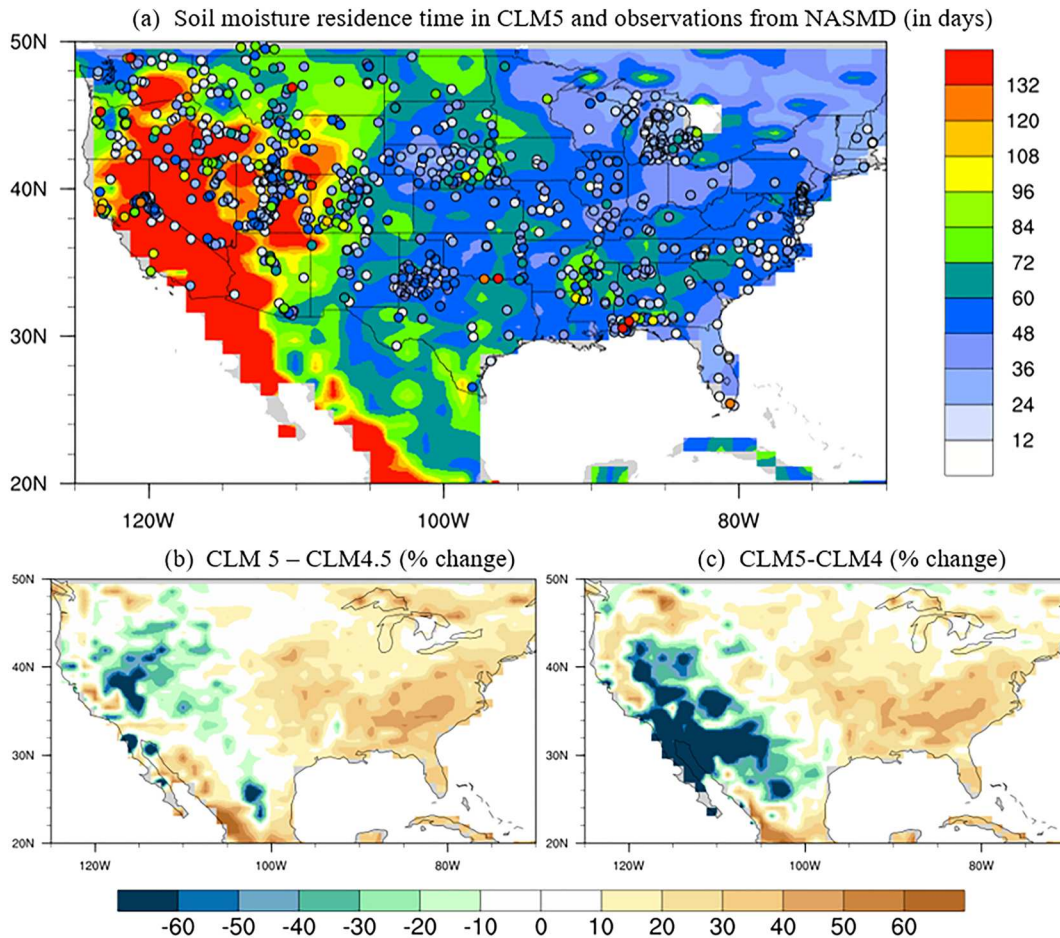 (a) Soil moisture residence time in CLM5 and observations from NASMD (in days)
50N
40N
30N
20N
120W 100W 80W
132
120
108
96
84
72
60
48
36
24
12
(b) CLM 5 – CLM4.5 (% change)
50N
40N
30N
20N
120W 100W 80W
(c) CLM5-CLM4 (% change)
50N
40N
30N
20N
120W 100W 80W
-60 -50 -40 -30 -20 -10 0 10 20 30 40 50 60